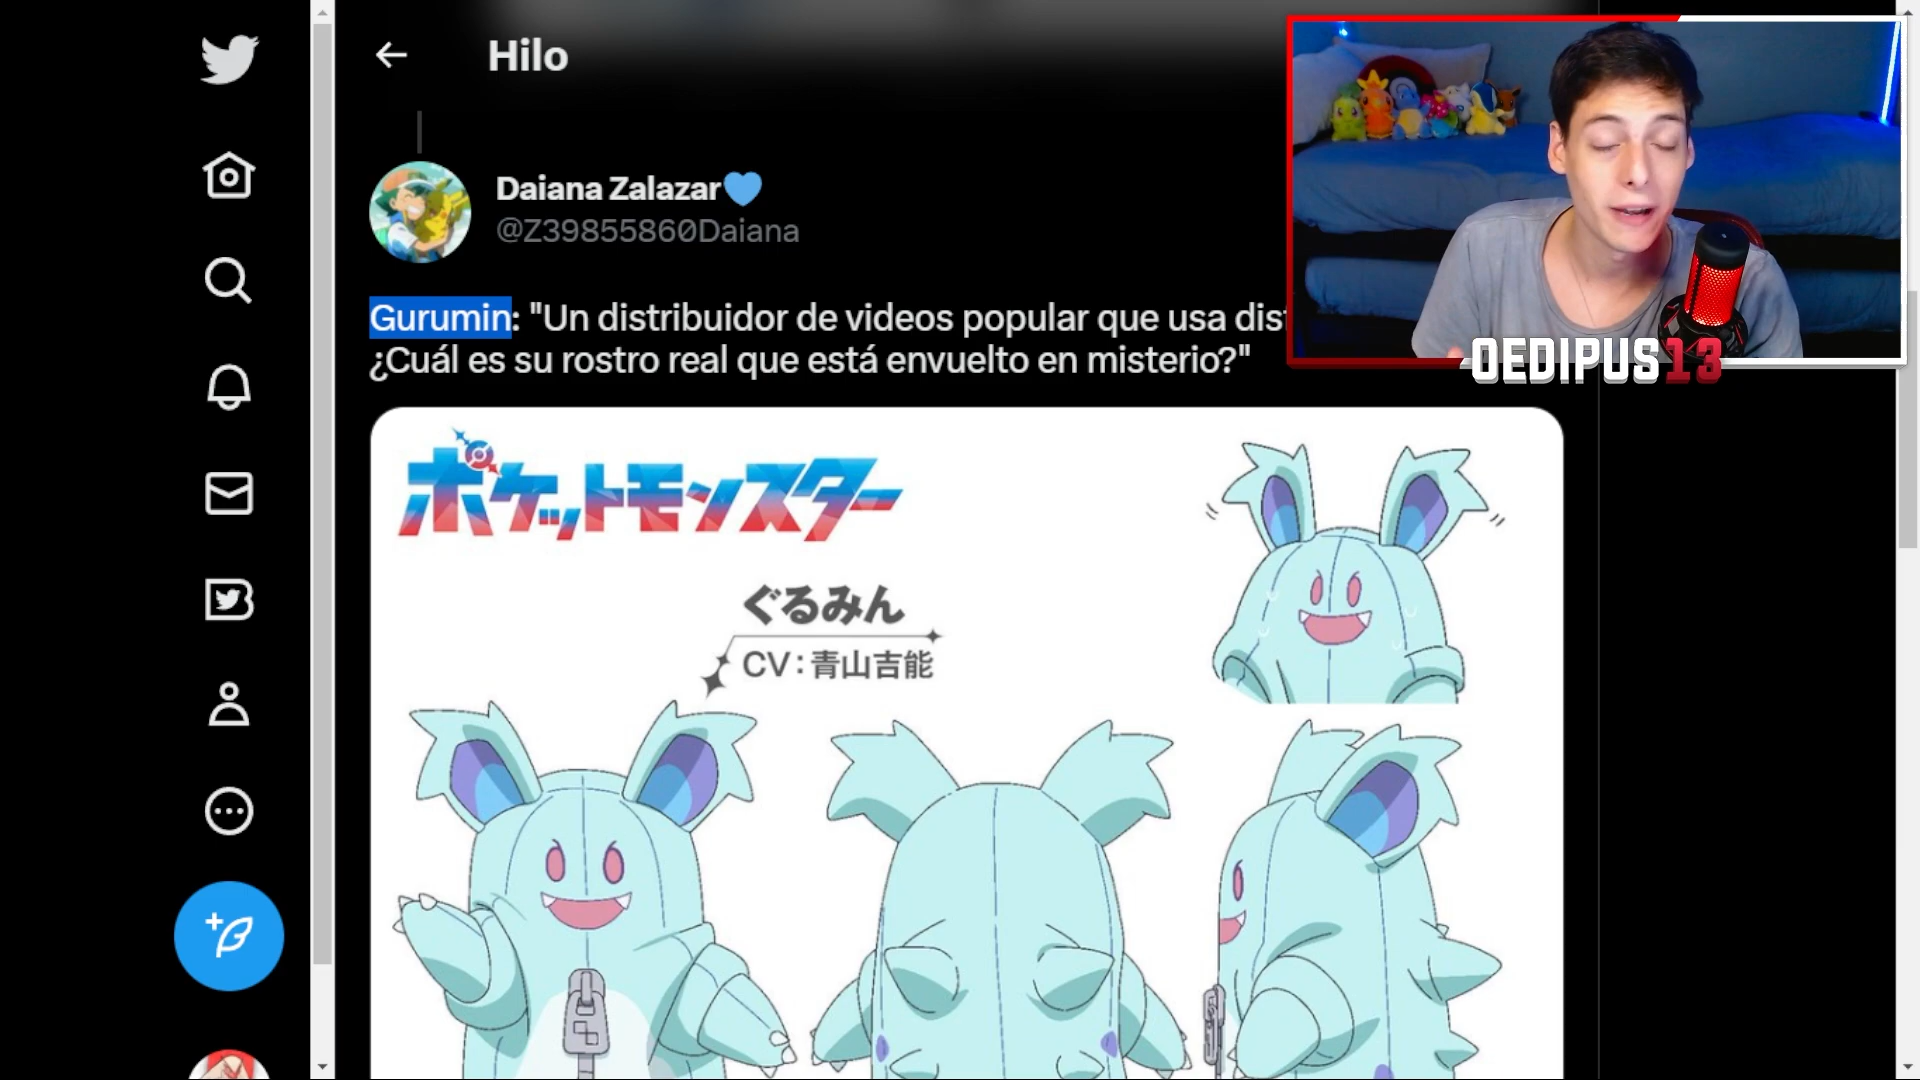 Hilo
Daiana Zalazar
@Z39855860Daiana
Gurumin: "Un distribuidor de videos popular que usa
¿Cuál es su rostro real que está envuelto en misterio?"
OEDIPUS13
ポケットモンスター
ぐるみん
CV:青山吉能